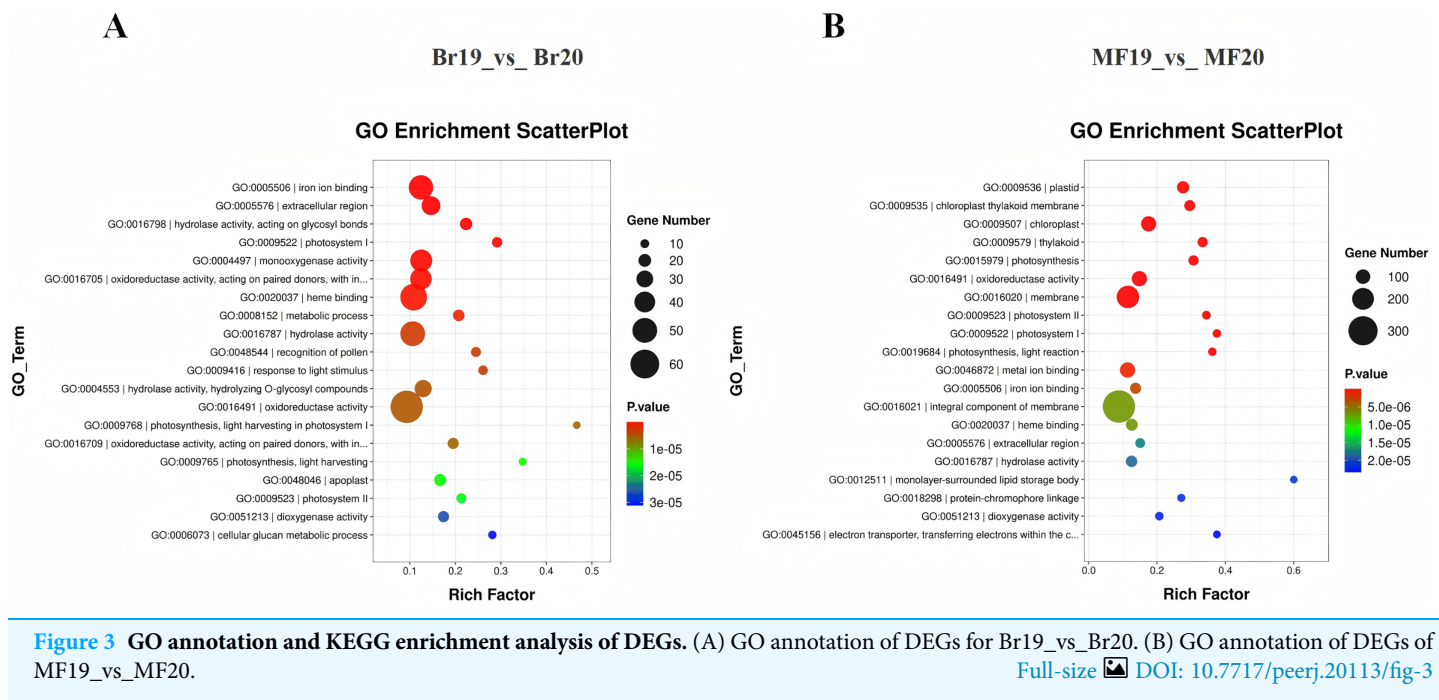 A
Br19_vs_ Br20
GO Enrichment ScatterPlot
GO_Term
GO:0005506 | iron ion binding
GO:0005576 | extracellular region
GO:0016798 | hydrolase activity, acting on glycosyl bonds
GO:0009522 | photosystem I
GO:0004497 | monooxygenase activity
GO:0016705 | oxidoreductase activity, acting on paired donors, with in...
GO:0020037 | heme binding
GO:0008152 | metabolic process
GO:0016787 | hydrolase activity
GO:0048544 | recognition of pollen
GO:0009416 | response to light stimulus
GO:0004553 | hydrolase activity, hydrolyzing O-glycosyl compounds
GO:0016491 | oxidoreductase activity
GO:0009768 | photosynthesis, light harvesting in photosystem I
GO:0016709 | oxidoreductase activity, acting on paired donors, with in...
GO:0009765 | photosynthesis, light harvesting
GO:0048046 | apoplast
GO:0009523 | photosystem II
GO:0051213 | dioxygenase activity
GO:0006073 | cellular glucan metabolic process
0.1 0.2 0.3 0.4 0.5
Rich Factor
Gene Number
10
20
30
40
50
60
P.value
1e-05
2e-05
3e-05
B
MF19_vs_ MF20
GO Enrichment ScatterPlot
GO_Term
GO:0009536 | plastid
GO:0009535 | chloroplast thylakoid membrane
GO:0009507 | chloroplast
GO:0009579 | thylakoid
GO:0015979 | photosynthesis
GO:0016491 | oxidoreductase activity
GO:0016020 | membrane
GO:0009523 | photosystem II
GO:0009522 | photosystem I
GO:0019684 | photosynthesis, light reaction
GO:0046872 | metal ion binding
GO:0005506 | iron ion binding
GO:0016021 | integral component of membrane
GO:0020037 | heme binding
GO:0005576 | extracellular region
GO:0016787 | hydrolase activity
GO:0012511 | monolayer-surrounded lipid storage body
GO:0018298 | protein-chromophore linkage
GO:0051213 | dioxygenase activity
GO:0045156 | electron transporter, transferring electrons within the c...
0.0 0.2 0.4 0.6
Rich Factor
Gene Number
100
200
300
P.value
5.0e-06
1.0e-05
1.5e-05
2.0e-05
Figure 3 GO annotation and KEGG enrichment analysis of DEGs. (A) GO annotation of DEGs for Br19_vs_Br20. (B) GO annotation of DEGs of
MF19_vs_MF20.
Full-size DOI: 10.7717/peerj.20113/fig-3